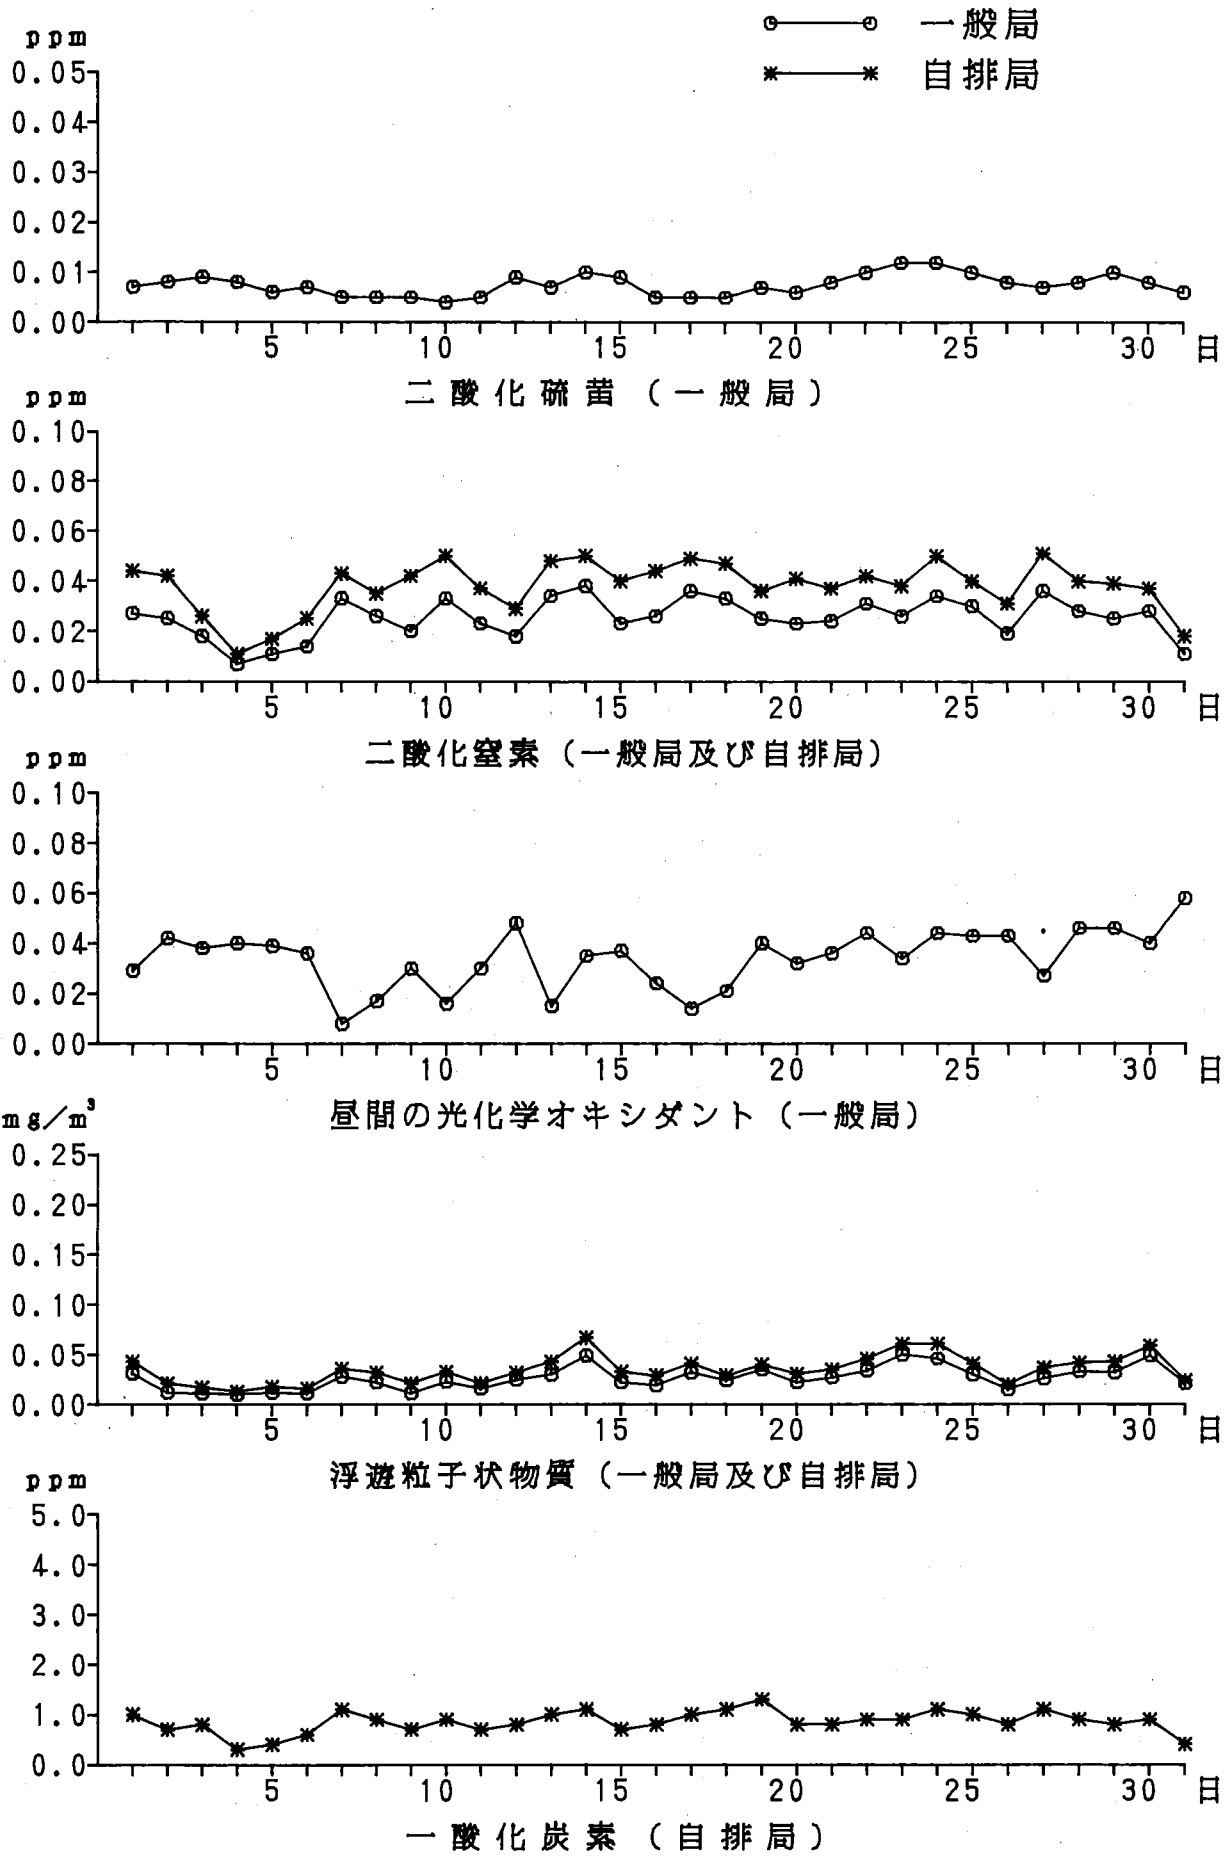 一般局
自排局
ppm
0.05
0.04
0.03
0.02
0.01
0.00
5 10 15 20 25 30 日
二酸化硫黄（一般局）
ppm
0.10
0.08
0.06
0.04
0.02
0.00
5 10 15 20 25 30 日
二酸化窒素（一般局及び自排局）
ppm
0.10
0.08
0.06
0.04
0.02
0.00
5 10 15 20 25 30 日
昼間の光化学オキシダント（一般局）
mg/m³
0.25
0.20
0.15
0.10
0.05
0.00
5 10 15 20 25 30 日
浮遊粒子状物質（一般局及び自排局）
ppm
5.0
4.0
3.0
2.0
1.0
0.0
5 10 15 20 25 30 日
一酸化炭素（自排局）